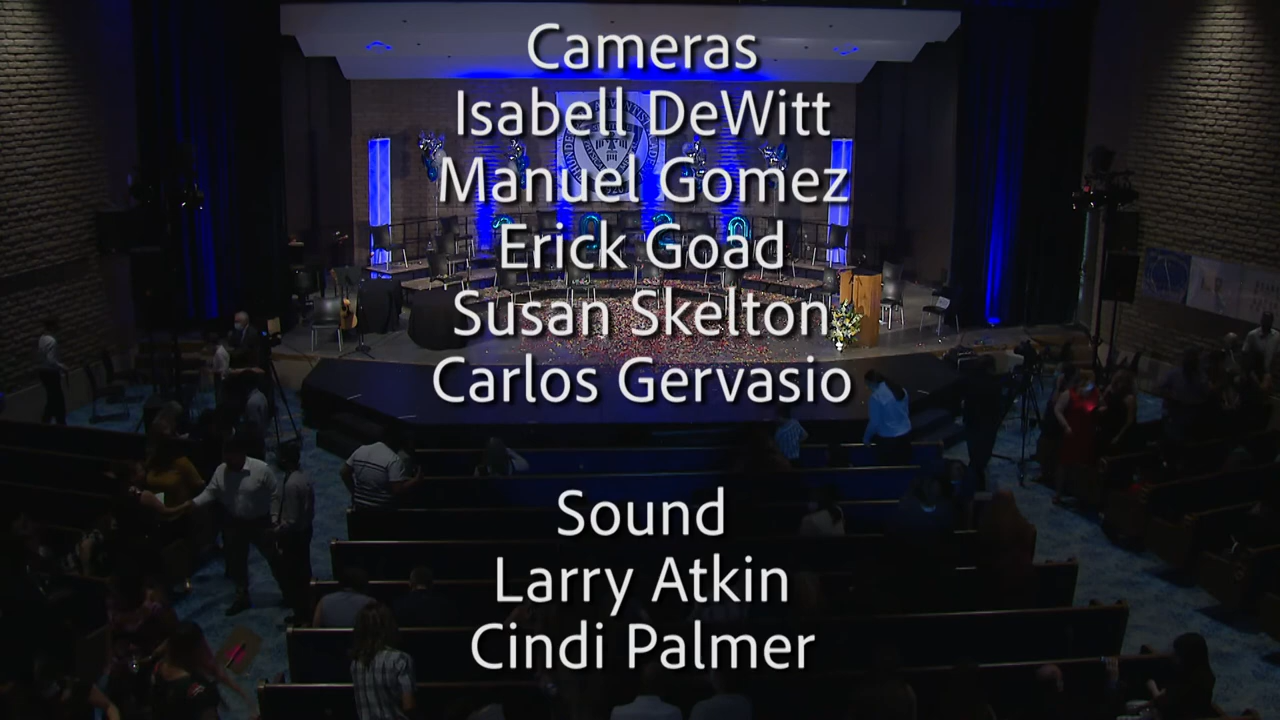 Cameras
Isabell DeWitt
Manuel Gomez
Erick Goad
Susan Skelton
Carlos Gervasio
Sound
Larry Atkin
Cindi Palmer